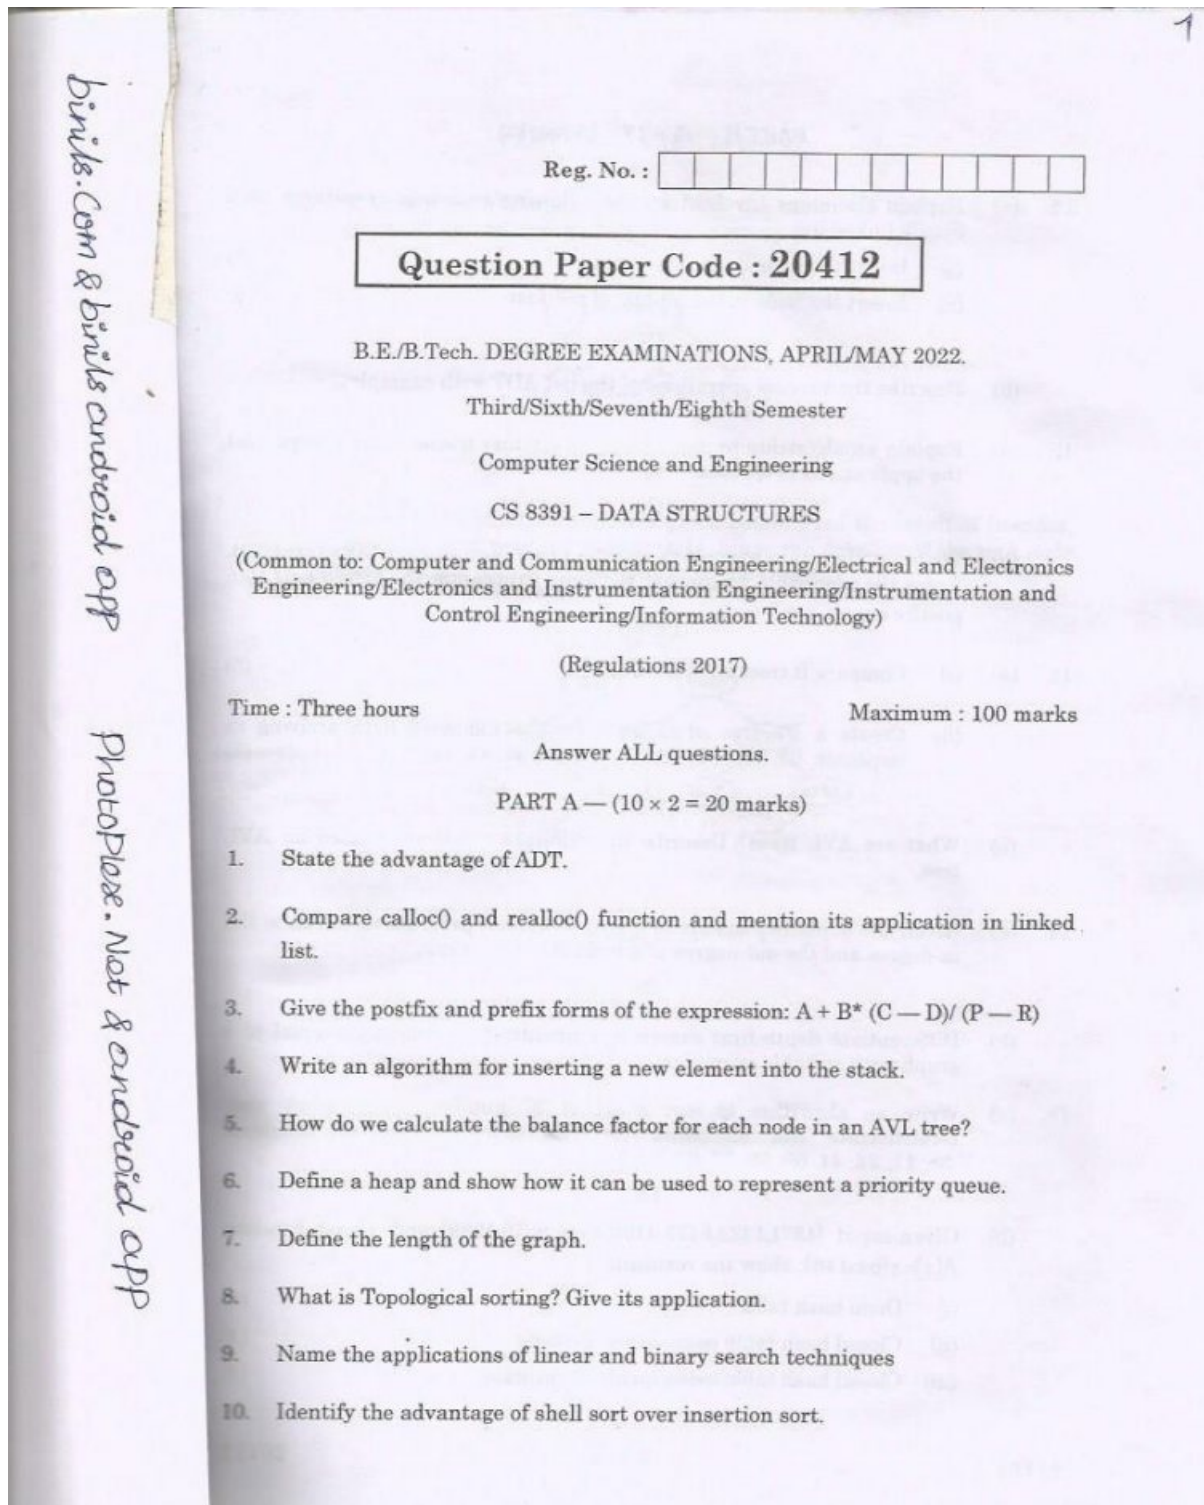 1
binils.Com & binils android app
PhotoPlex.Net & android app
Reg. No. :
Question Paper Code : 20412
B.E./B.Tech. DEGREE EXAMINATIONS, APRIL/MAY 2022.
Third/Sixth/Seventh/Eighth Semester
Computer Science and Engineering
CS 8391 – DATA STRUCTURES
(Common to: Computer and Communication Engineering/Electrical and Electronics
Engineering/Electronics and Instrumentation Engineering/Instrumentation and
Control Engineering/Information Technology)
(Regulations 2017)
Time : Three hours Maximum : 100 marks
Answer ALL questions.
PART A — (10 × 2 = 20 marks)
1. State the advantage of ADT.
2. Compare calloc() and realloc() function and mention its application in linked
list.
3. Give the postfix and prefix forms of the expression: A + B* (C — D)/ (P — R)
4. Write an algorithm for inserting a new element into the stack.
5. How do we calculate the balance factor for each node in an AVL tree?
6. Define a heap and show how it can be used to represent a priority queue.
7. Define the length of the graph.
8. What is Topological sorting? Give its application.
9. Name the applications of linear and binary search techniques
10. Identify the advantage of shell sort over insertion sort.